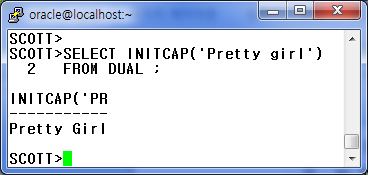 oracle@localhost:~
SCOTT>
SCOTT>SELECT INITCAP('Pretty girl')
  2   FROM DUAL ;

INITCAP('PR
-----------
Pretty Girl

SCOTT>